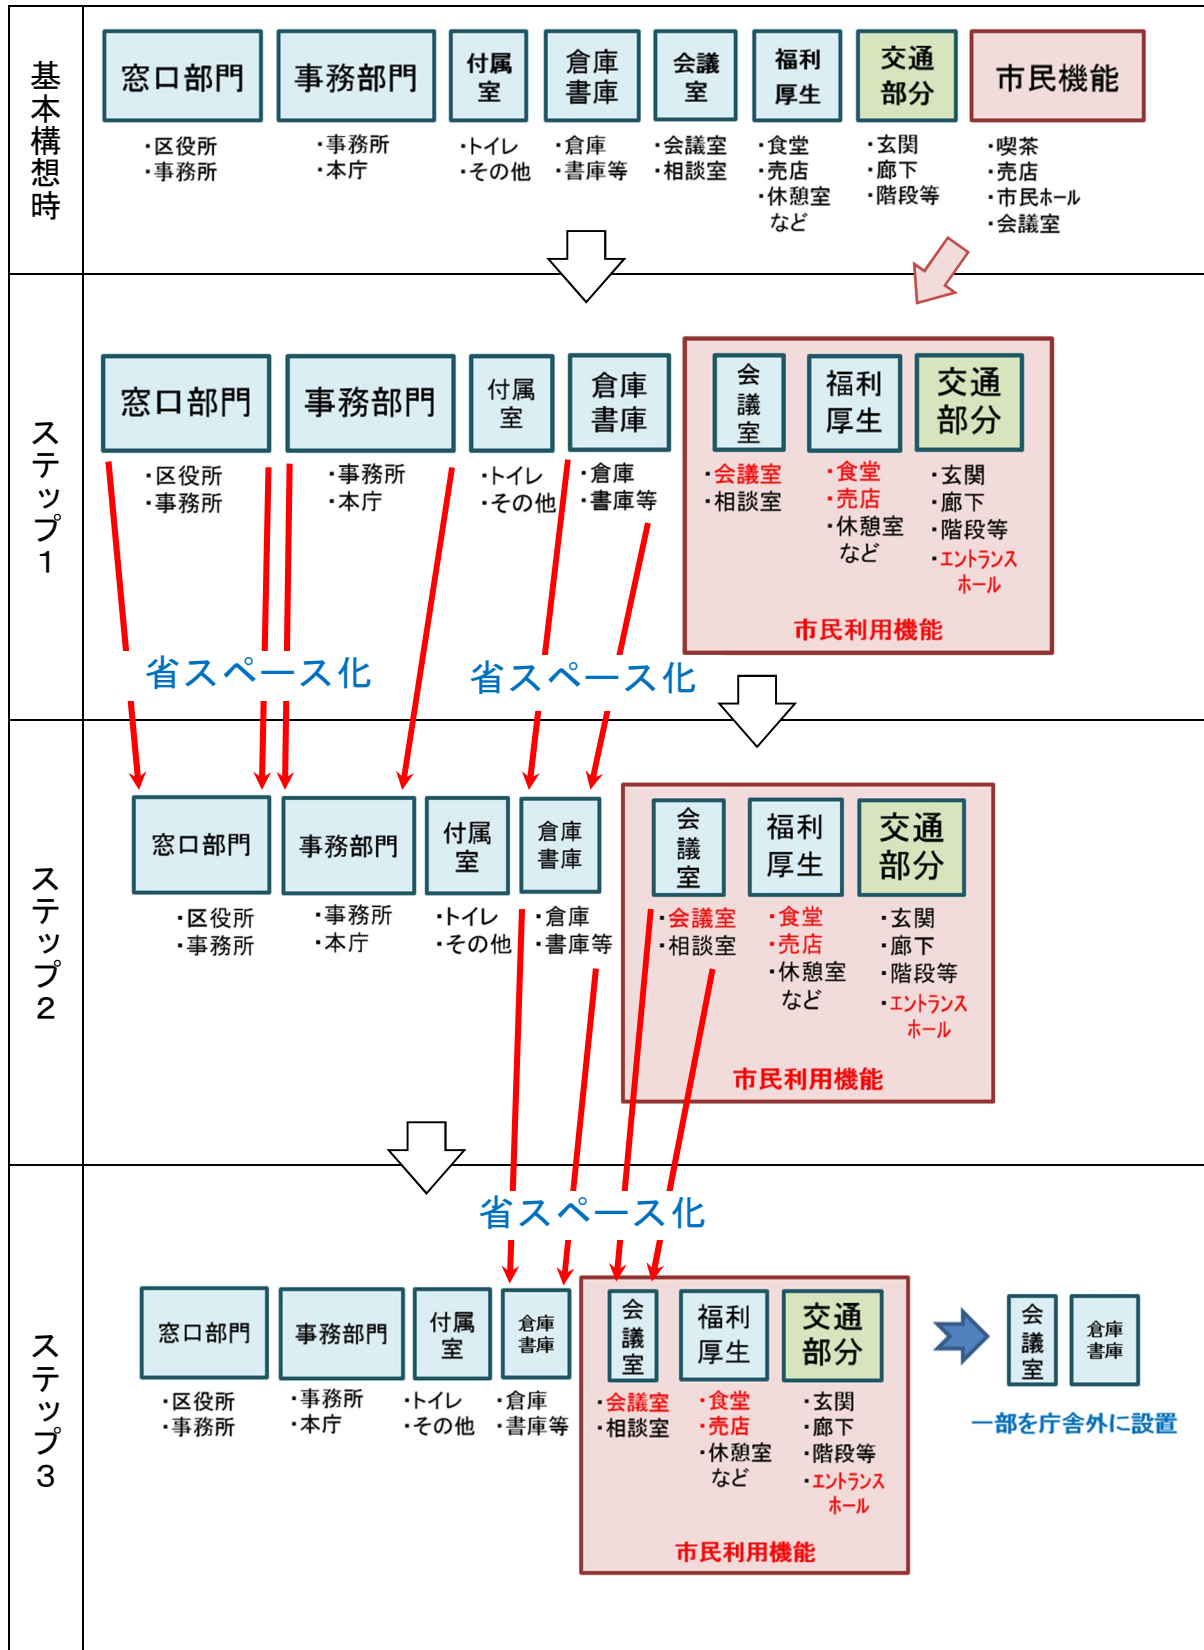 基本構想時
窓口部門
事務部門
付属
室
倉庫
書庫
会議
室
福利
厚生
交通
部分
市民機能
・区役所
・事務所
・事務所
・本庁
・トイレ
・その他
・倉庫
・書庫等
・会議室
・相談室
・食堂
・売店
・休憩室
など
・玄関
・廊下
・階段等
・喫茶
・売店
・市民ホール
・会議室
ステップ1
窓口部門
事務部門
付属
室
倉庫
書庫
会
議
室
福利
厚生
交通
部分
・区役所
・事務所
・事務所
・本庁
・トイレ
・その他
・倉庫
・書庫等
・会議室
・相談室
・食堂
・売店
・休憩室
など
・玄関
・廊下
・階段等
・エントランス
ホール
市民利用機能
省スペース化
省スペース化
ステップ2
窓口部門
事務部門
付属
室
倉庫
書庫
会
議
室
福利
厚生
交通
部分
・区役所
・事務所
・事務所
・本庁
・トイレ
・その他
・倉庫
・書庫等
・会議室
・相談室
・食堂
・売店
・休憩室
など
・玄関
・廊下
・階段等
・エントランス
ホール
市民利用機能
省スペース化
ステップ3
窓口部門
事務部門
付属
室
倉庫
書庫
会
議
室
福利
厚生
交通
部分
会
議
室
倉庫
書庫
・区役所
・事務所
・事務所
・本庁
・トイレ
・その他
・倉庫
・書庫等
・会議室
・相談室
・食堂
・売店
・休憩室
など
・玄関
・廊下
・階段等
・エントランス
ホール
一部を庁舎外に設置
市民利用機能